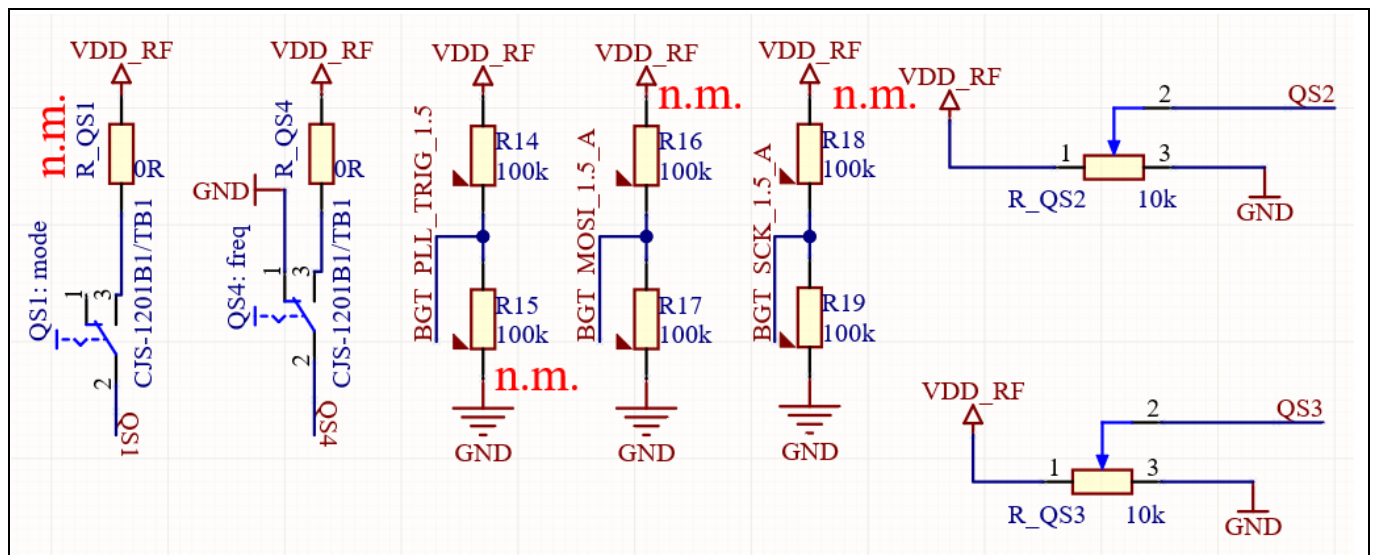 VDD_RF
n.m.
R_QS1
0R
QS1: mode
1
3
2
CJS-1201B1/TB1
QS1
VDD_RF
R_QS4
0R
GND
QS4: freq
1
3
2
CJS-1201B1/TB1
QS4
VDD_RF
BGT_PLL_TRIG_1.5
R14
100k
R15
100k
n.m.
GND
VDD_RF
n.m.
BGT_MOSI_1.5_A
R16
100k
R17
100k
GND
VDD_RF
n.m.
BGT_SCK_1.5_A
R18
100k
R19
100k
GND
VDD_RF
2
QS2
1
3
R_QS2
10k
GND
VDD_RF
2
QS3
1
3
R_QS3
10k
GND